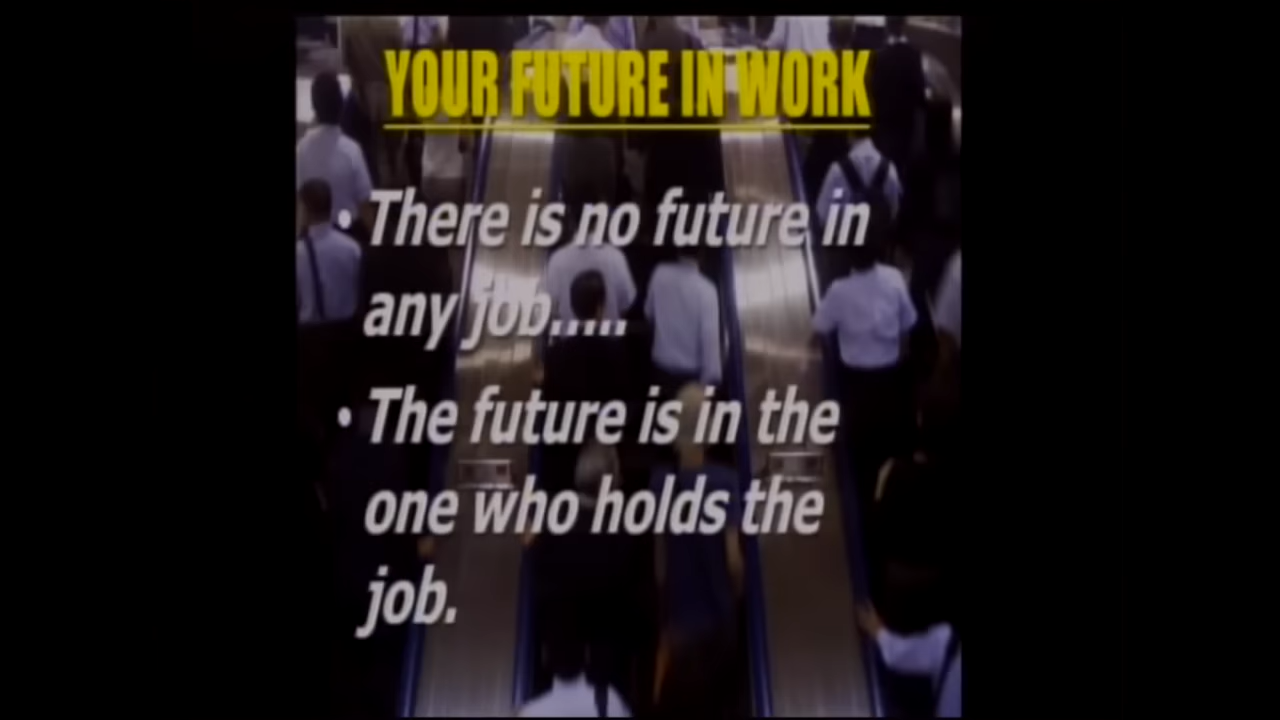 YOUR FUTURE IN WORK
• There is no future in
any job.....
• The future is in the
one who holds the
job.